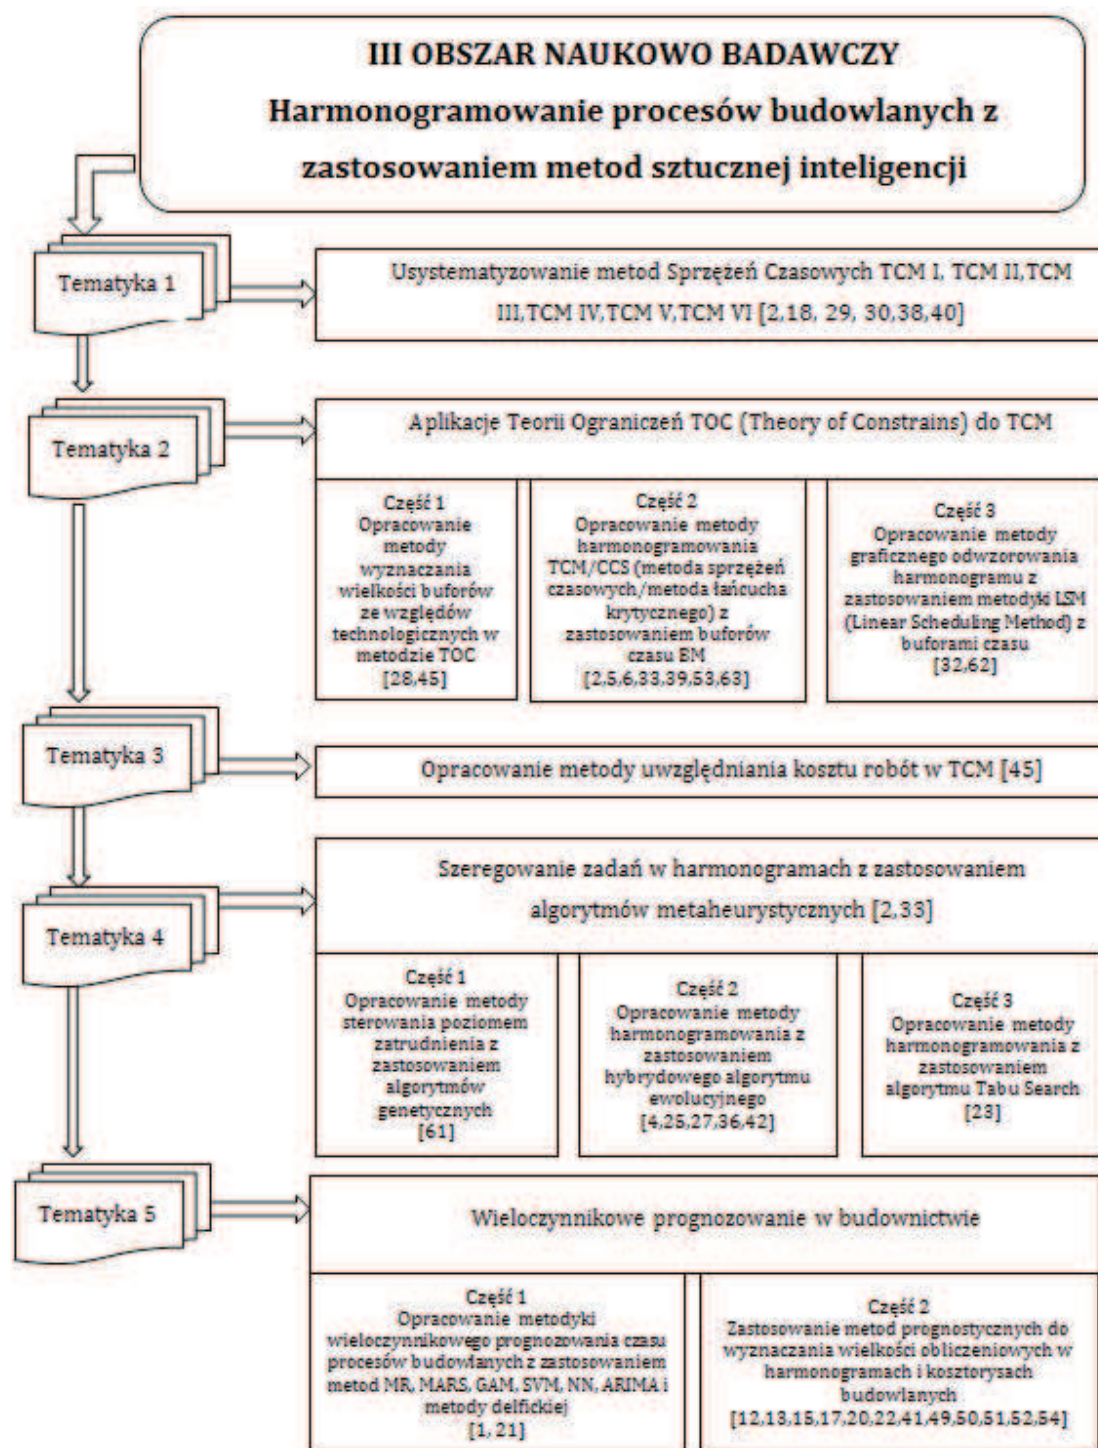 III OBSZAR NAUKOWO BADAWCZY
Harmonogramowanie procesów budowlanych z
zastosowaniem metod sztucznej inteligencji
Tematyka 1
Usystematyzowanie metod Sprzężeń Czasowych TCM I, TCM II,TCM
III,TCM IV,TCM V,TCM VI [2,18, 29, 30,38,40]
Tematyka 2
Aplikacje Teorii Ograniczeń TOC (Theory of Constrains) do TCM
Część 1
Opracowanie
metody
wyznaczania
wielkości buforów
ze względów
technologicznych w
metodzie TOC
[28,45]
Część 2
Opracowanie metody
harmonogramowania
TCM/CCS (metoda sprzężeń
czasowych/metoda łańcucha
krytycznego) z
zastosowaniem buforów
czasu BM
[2,5,6,33,39,53,63]
Część 3
Opracowanie metody
graficznego odwzorowania
harmonogramu z
zastosowaniem metodyki LSM
(Linear Scheduling Method) z
buforami czasu
[32,62]
Tematyka 3
Opracowanie metody uwzględniania kosztu robót w TCM [45]
Tematyka 4
Szeregowanie zadań w harmonogramach z zastosowaniem
algorytmów metaheurystycznych [2,33]
Część 1
Opracowanie metody
sterowania poziomem
zatrudnienia z
zastosowaniem
algorytmów
genetycznych
[61]
Część 2
Opracowanie metody
harmonogramowania z
zastosowaniem
hybrydowego algorytmu
ewolucyjnego
[4,25,27,36,42]
Część 3
Opracowanie metody
harmonogramowania z
zastosowaniem
algorytmu Tabu Search
[23]
Tematyka 5
Wieloczynnikowe prognozowanie w budownictwie
Część 1
Opracowanie metodyki
wieloczynnikowego prognozowania czasu
procesów budowlanych z zastosowaniem
metod MR, MARS, GAM, SVM, NN, ARIMA i
metody delfickiej
[1, 21]
Część 2
Zastosowanie metod prognostycznych do
wyznaczania wielkości obliczeniowych w
harmonogramach i kosztorysach
budowlanych
[12,13,15,17,20,22,41,49,50,51,52,54]